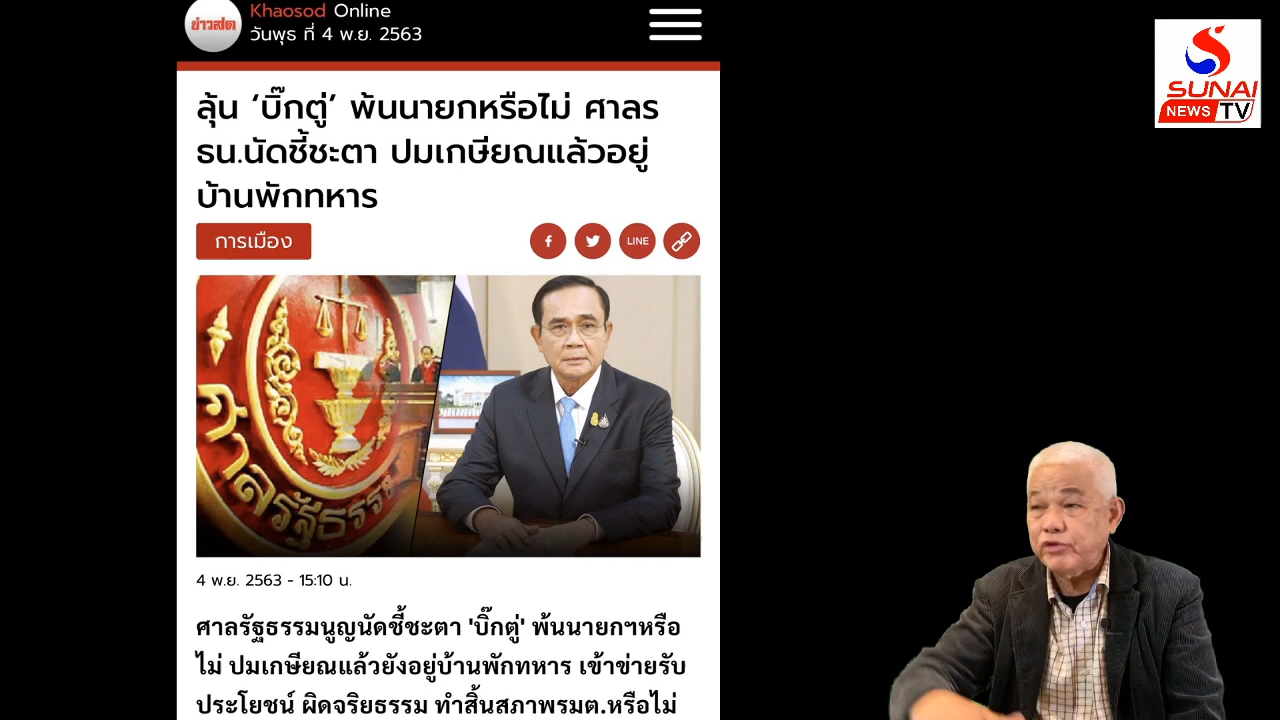 ข่าวสด
Khaosod Online
วันพุธ ที่ 4 พ.ย. 2563
SUNAI
NEWS TV
ลุ้น ‘บิ๊กตู่’ พ้นนายกหรือไม่ ศาลร
ธน.นัดชี้ชะตา ปมเกษียณแล้วอยู่
บ้านพักทหาร
การเมือง
LINE
4 พ.ย. 2563 - 15:10 น.
ศาลรัฐธรรมนูญนัดชี้ชะตา 'บิ๊กตู่' พ้นนายกฯหรือ
ไม่ ปมเกษียณแล้วยังอยู่บ้านพักทหาร เข้าข่ายรับ
ประโยชน์ ผิดจริยธรรม ทำสิ้นสภาพรมต.หรือไม่